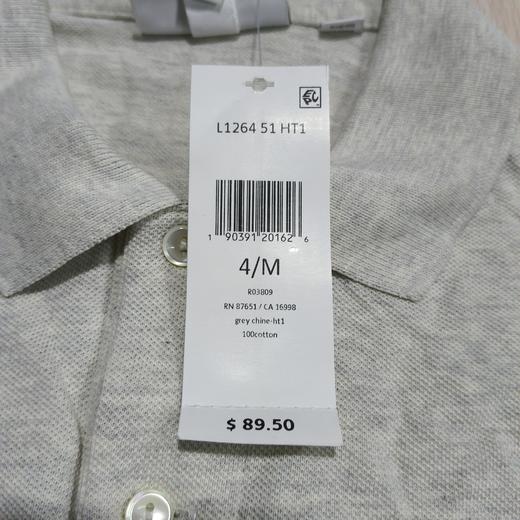 L1264 51 HT1
1 90391 20162 6
4/M
R03809
RN 87651 / CA 16998
grey chine-ht1
100cotton
$ 89.50